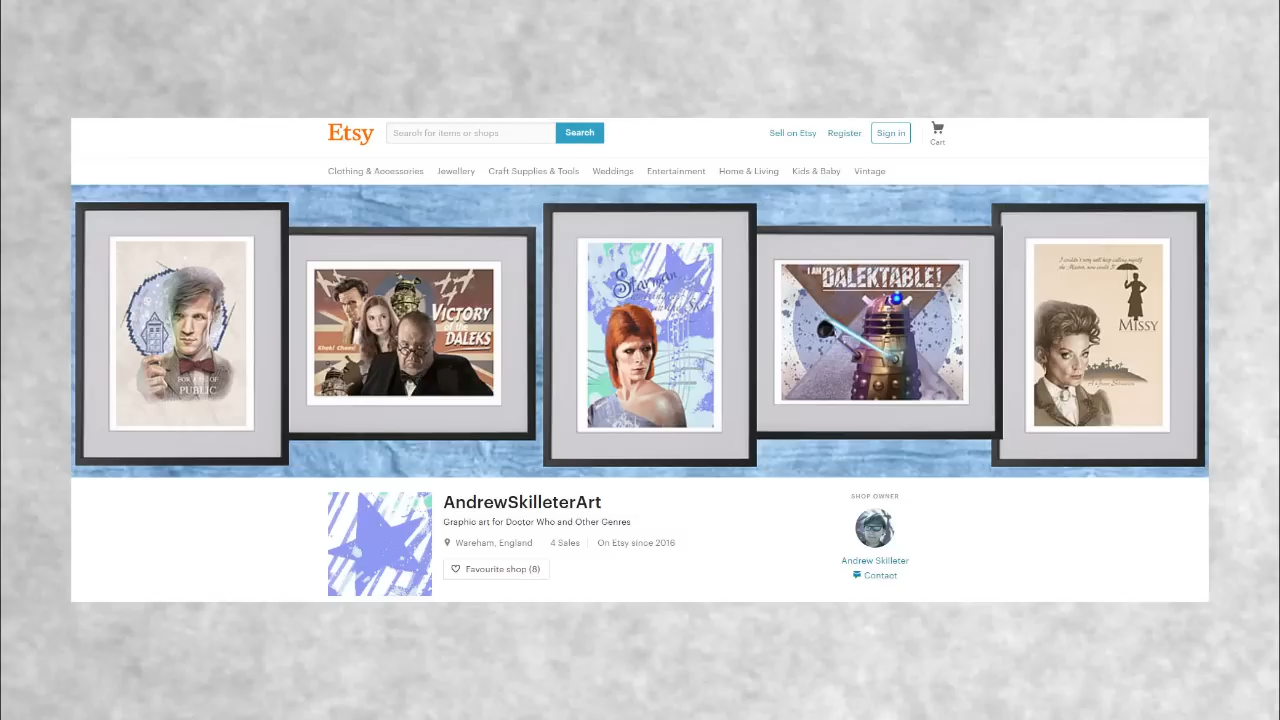 Etsy
Search for items or shops
Search
Sell on Etsy
Register
Sign in
Cart
Clothing & Accessories Jewellery Craft Supplies & Tools Weddings Entertainment Home & Living Kids & Baby Vintage
PUBLIC
VICTORY
of the
DALEKS
Starman
I AM DALEKTABLE!
MISSY
AndrewSkilleterArt
Graphic art for Doctor Who and Other Genres
Wareham, England 4 Sales On Etsy since 2016
Favourite shop (8)
SHOP OWNER
Andrew Skilleter
Contact